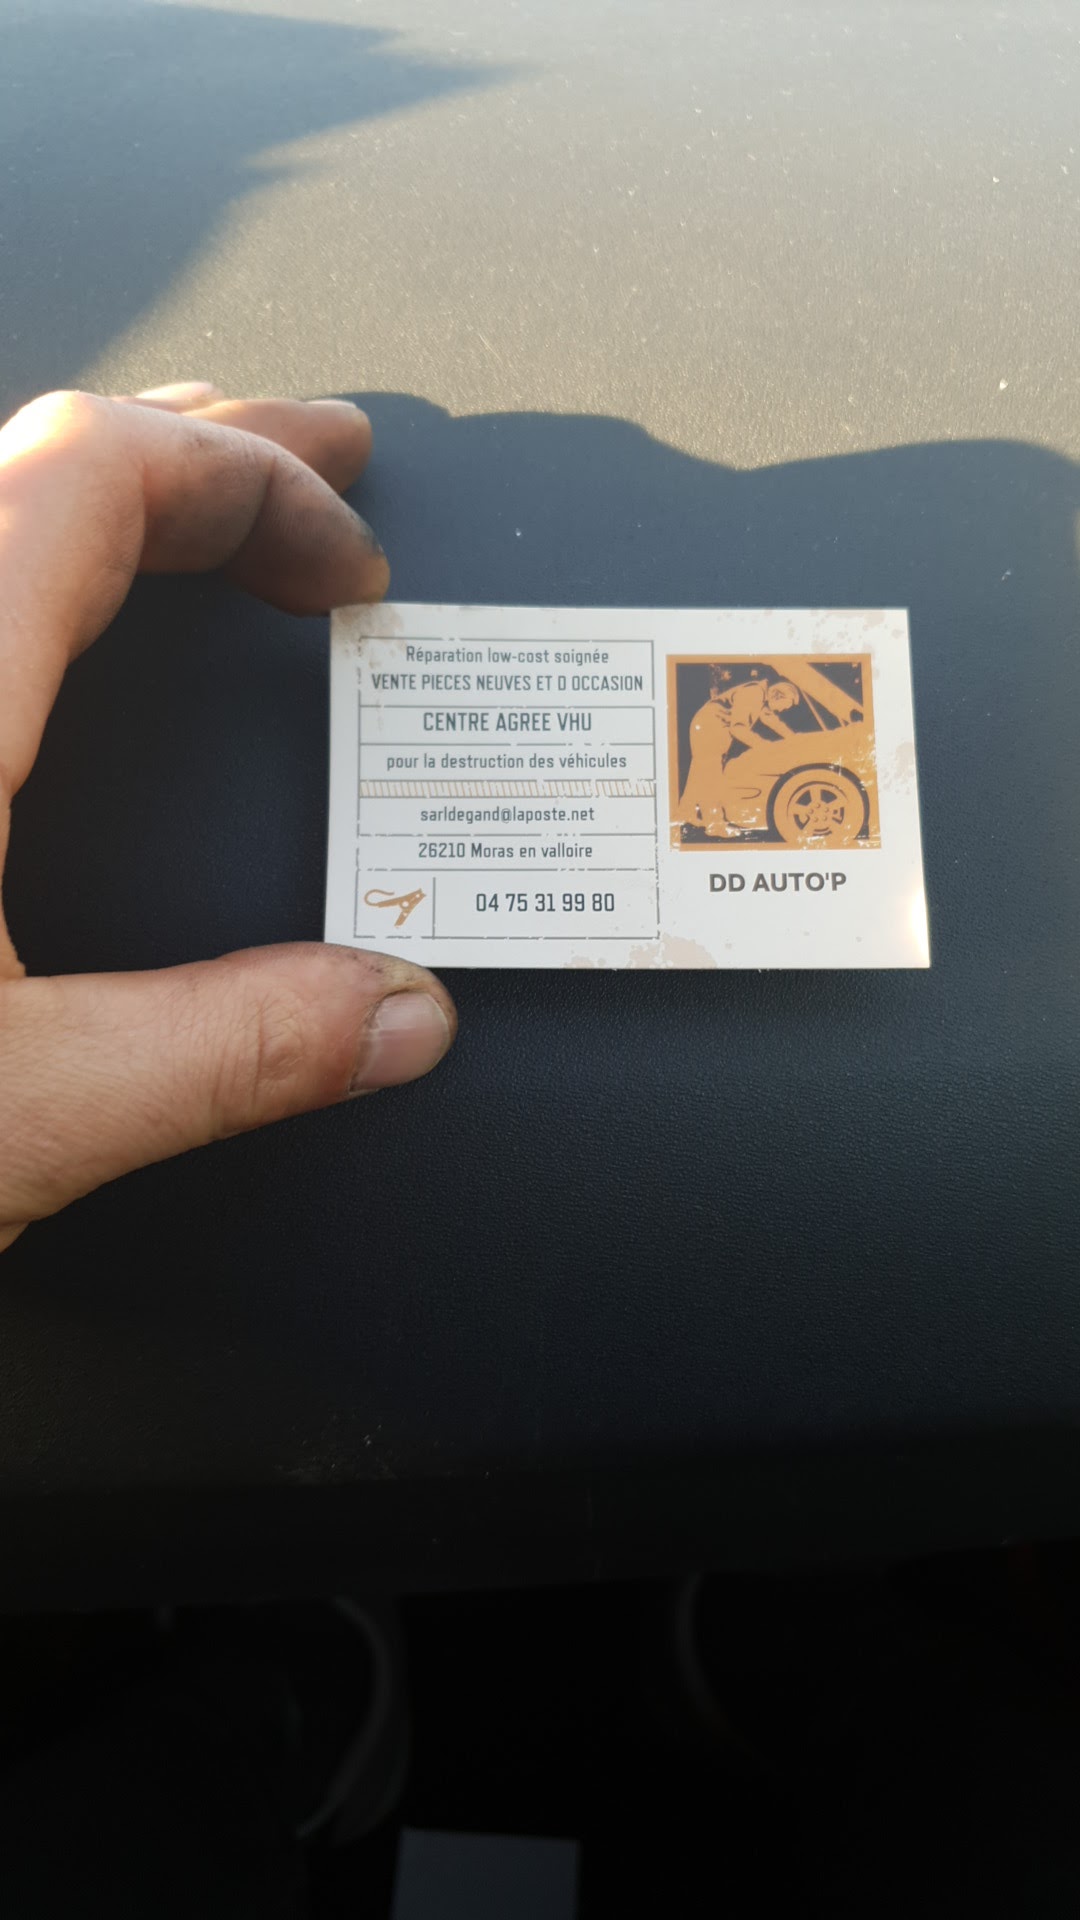 Réparation low-cost soignée
VENTE PIECES NEUVES ET D OCCASION
CENTRE AGREE VHU
pour la destruction des véhicules
sarldegand@laposte.net
26210 Moras en valloire
04 75 31 99 80
DD AUTO'P